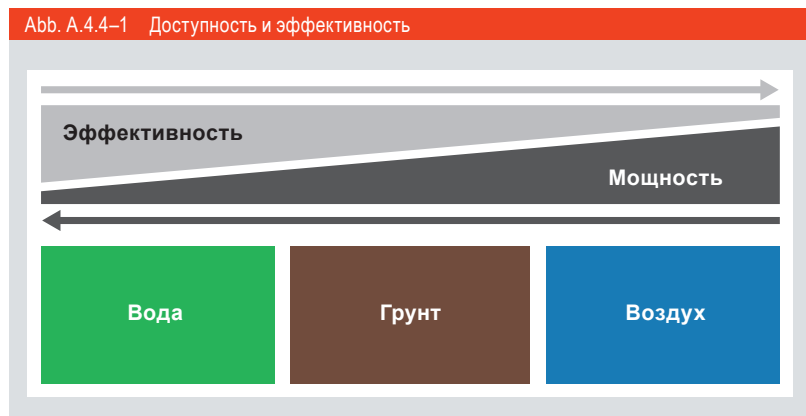 Abb. A.4.4–1 Доступность и эффективность
Эффективность
Мощность
Вода
Грунт
Воздух